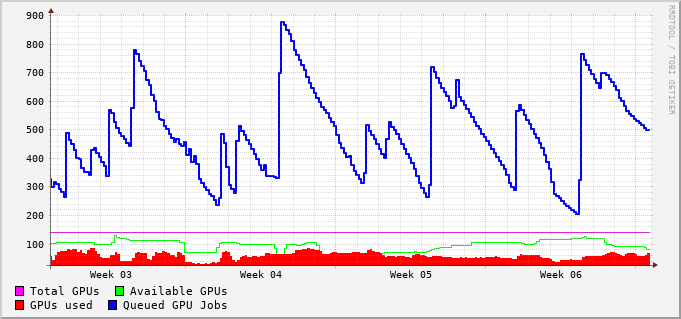 900
800
700
600
500
400
300
200
100
Week 03 Week 04 Week 05 Week 06
Total GPUs Available GPUs
GPUs used Queued GPU Jobs
RRDTOOL / TOBI OETIKER